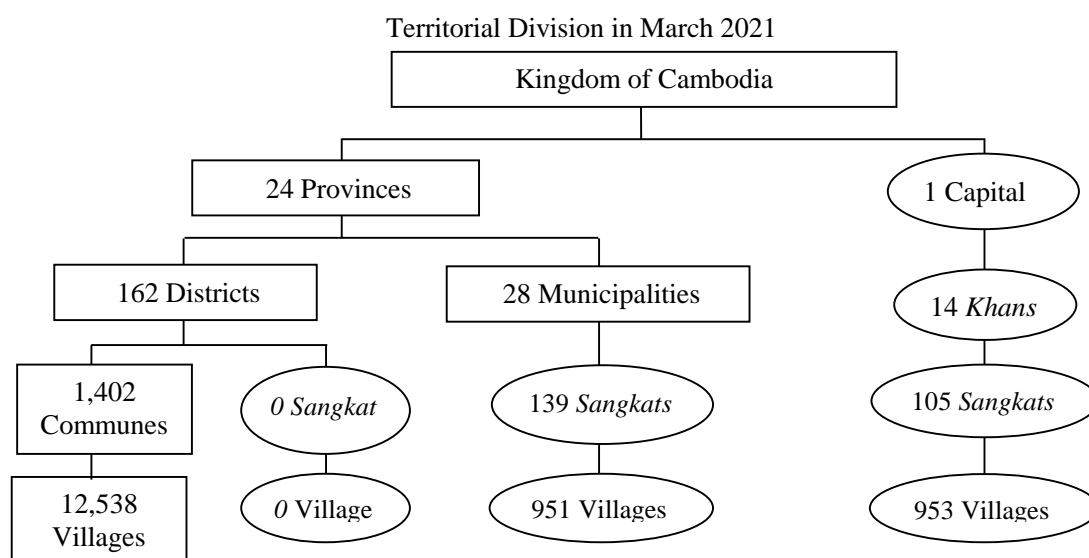 Territorial Division in March 2021
Kingdom of Cambodia
24 Provinces
1 Capital
162 Districts
28 Municipalities
14 Khans
1,402
Communes
0 Sangkat
139 Sangkats
105 Sangkats
12,538
Villages
0 Village
951 Villages
953 Villages